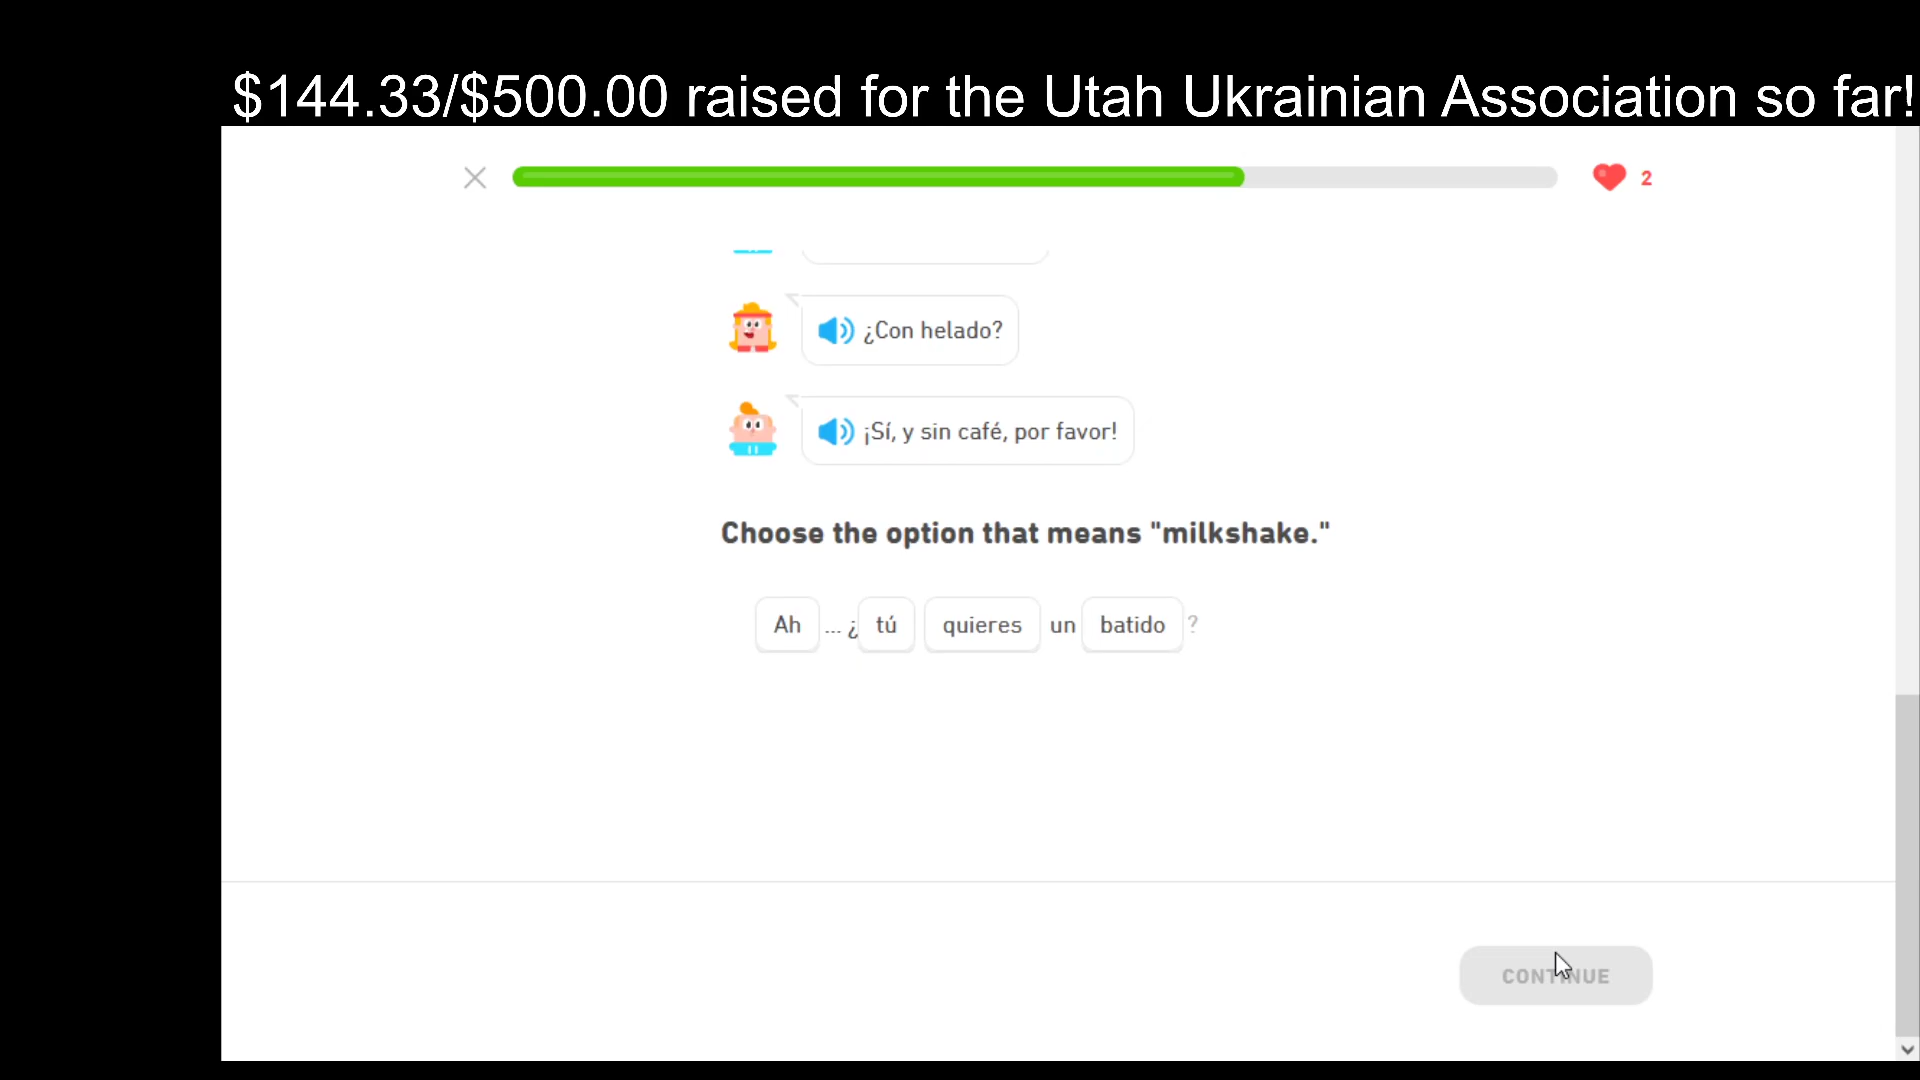 $144.33/$500.00 raised for the Utah Ukrainian Association so far!
2
¿Con helado?
¡Sí, y sin café, por favor!
Choose the option that means "milkshake."
Ah ... ¿ tú quieres un batido ?
CONTINUE